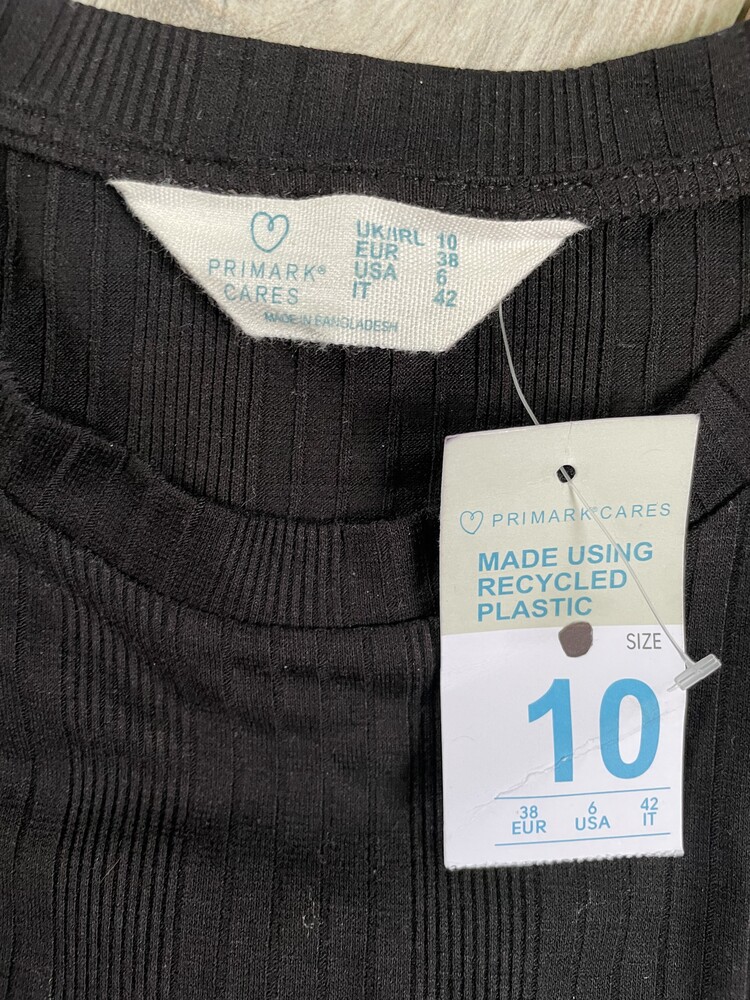 PRIMARK®
CARES
UK/IRL 10
EUR 38
USA 6
IT 42
MADE IN BANGLADESH
PRIMARK®CARES
MADE USING
RECYCLED
PLASTIC
SIZE
10
38 6 42
EUR USA IT